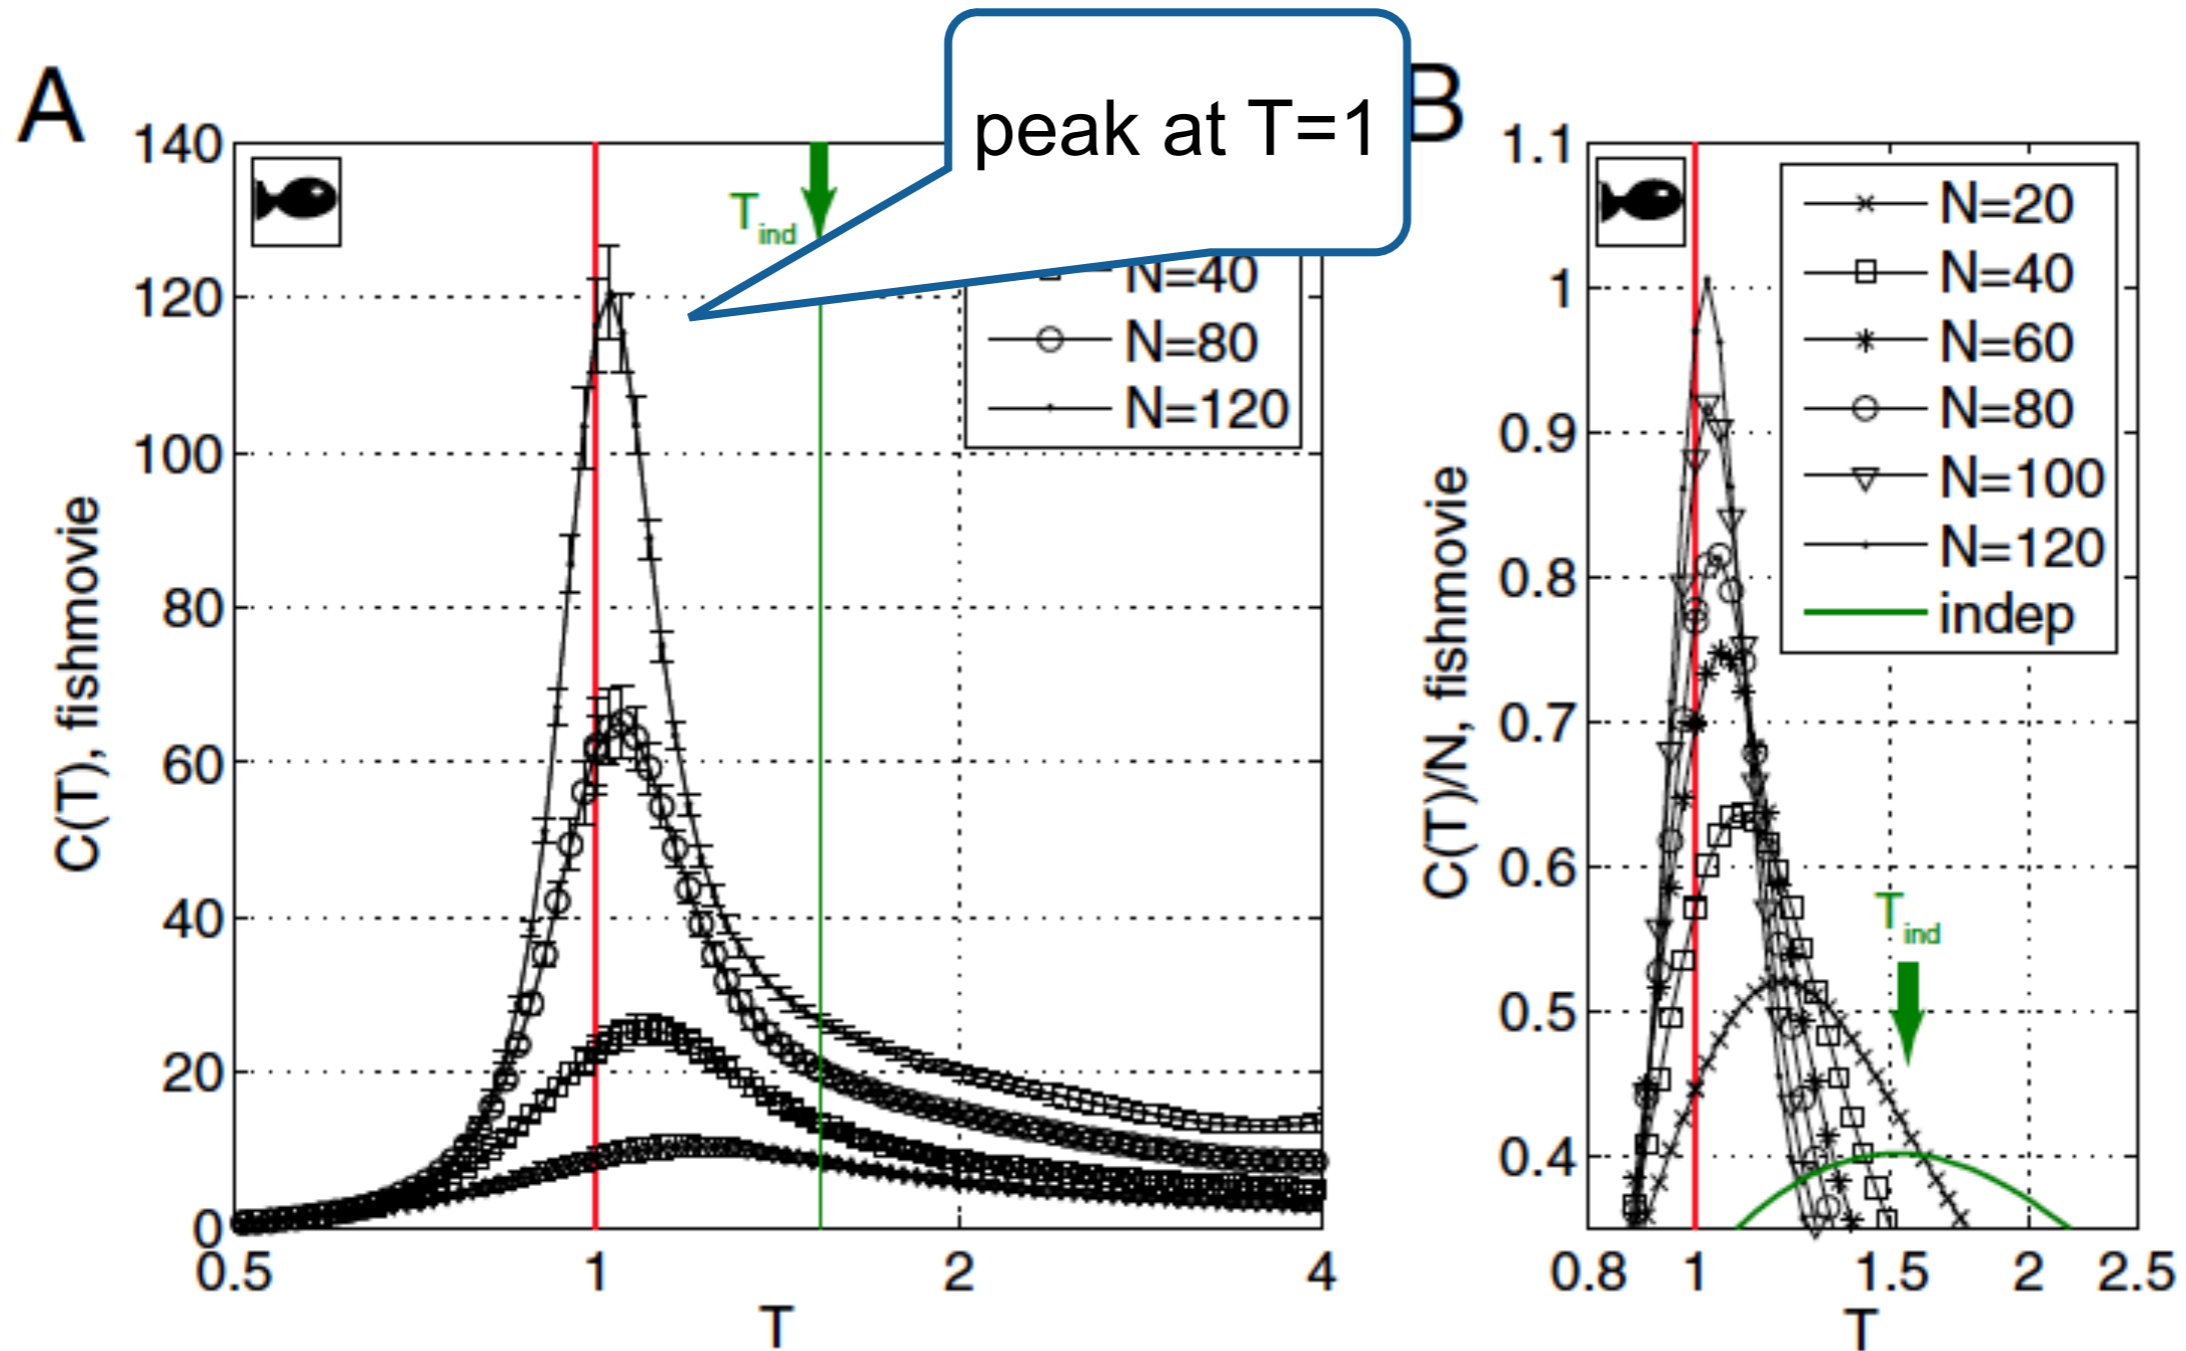 A
peak at T=1
B
140
120
100
80
60
40
20
0
C(T), fishmovie
T_ind
N=40
N=80
N=120
0.5
1
2
4
T
1.1
1
0.9
0.8
0.7
0.6
0.5
0.4
C(T)/N, fishmovie
N=20
N=40
N=60
N=80
N=100
N=120
indep
T_ind
0.8
1
1.5
2
2.5
T